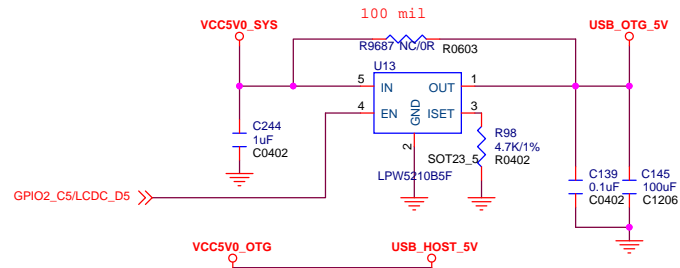 100 mil
VCC5V0_SYS
USB_OTG_5V
R9687 NC/0R R0603
U13
5 IN OUT 1
4 EN ISET 3
GND
2
C244
1uF
C0402
R98
4.7K/1%
R0402
SOT23_5
LPW5210B5F
C139
0.1uF
C0402
C145
100uF
C1206
GPIO2_C5/LCDC_D5
VCC5V0_OTG
USB_HOST_5V